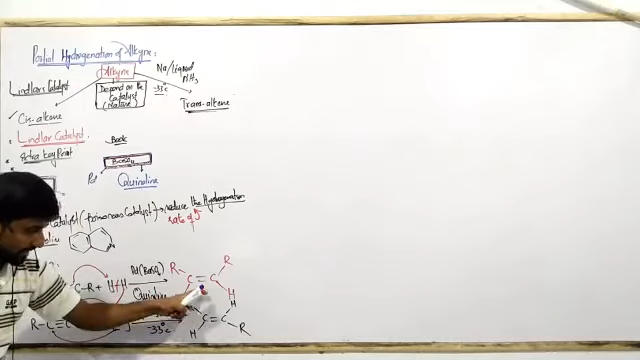 Partial Hydrogenation of Alkyne:
Alkyne
Na/Liquid NH3
-33°C
Lindlar's Catalyst
Depend on the Catalyst (Nature)
Trans-alkene
✓ Cis-alkene
Lindlar Catalyst
Book
Extra Key Point
BaSO4
Pd
Quinoline
Catalyst (Poisonous Catalyst) → reduce the Hydrogenation
rate of
N
C-R + H-H
Pd(BaSO4)
Quinoline
R R
C=C
H
R-C≡C
-33°C
H
C=C
H R